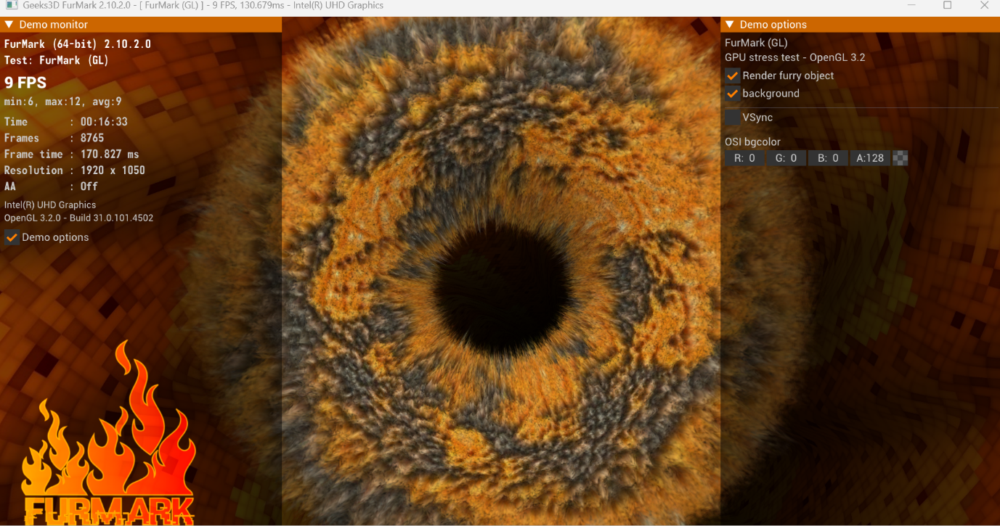 Geeks3D FurMark 2.10.2.0 - [ FurMark (GL) ] - 9 FPS, 130.679ms - Intel(R) UHD Graphics
Demo monitor
FurMark (64-bit) 2.10.2.0
Test: FurMark (GL)
9 FPS
min:6, max:12, avg:9
Time : 00:16:33
Frames : 8765
Frame time : 170.827 ms
Resolution : 1920 x 1050
AA : Off
Intel(R) UHD Graphics
OpenGL 3.2.0 - Build 31.0.101.4502
Demo options
FURMARK
Demo options
FurMark (GL)
GPU stress test - OpenGL 3.2
Render furry object
background
VSync
OSI bgcolor
R: 0 G: 0 B: 0 A:128